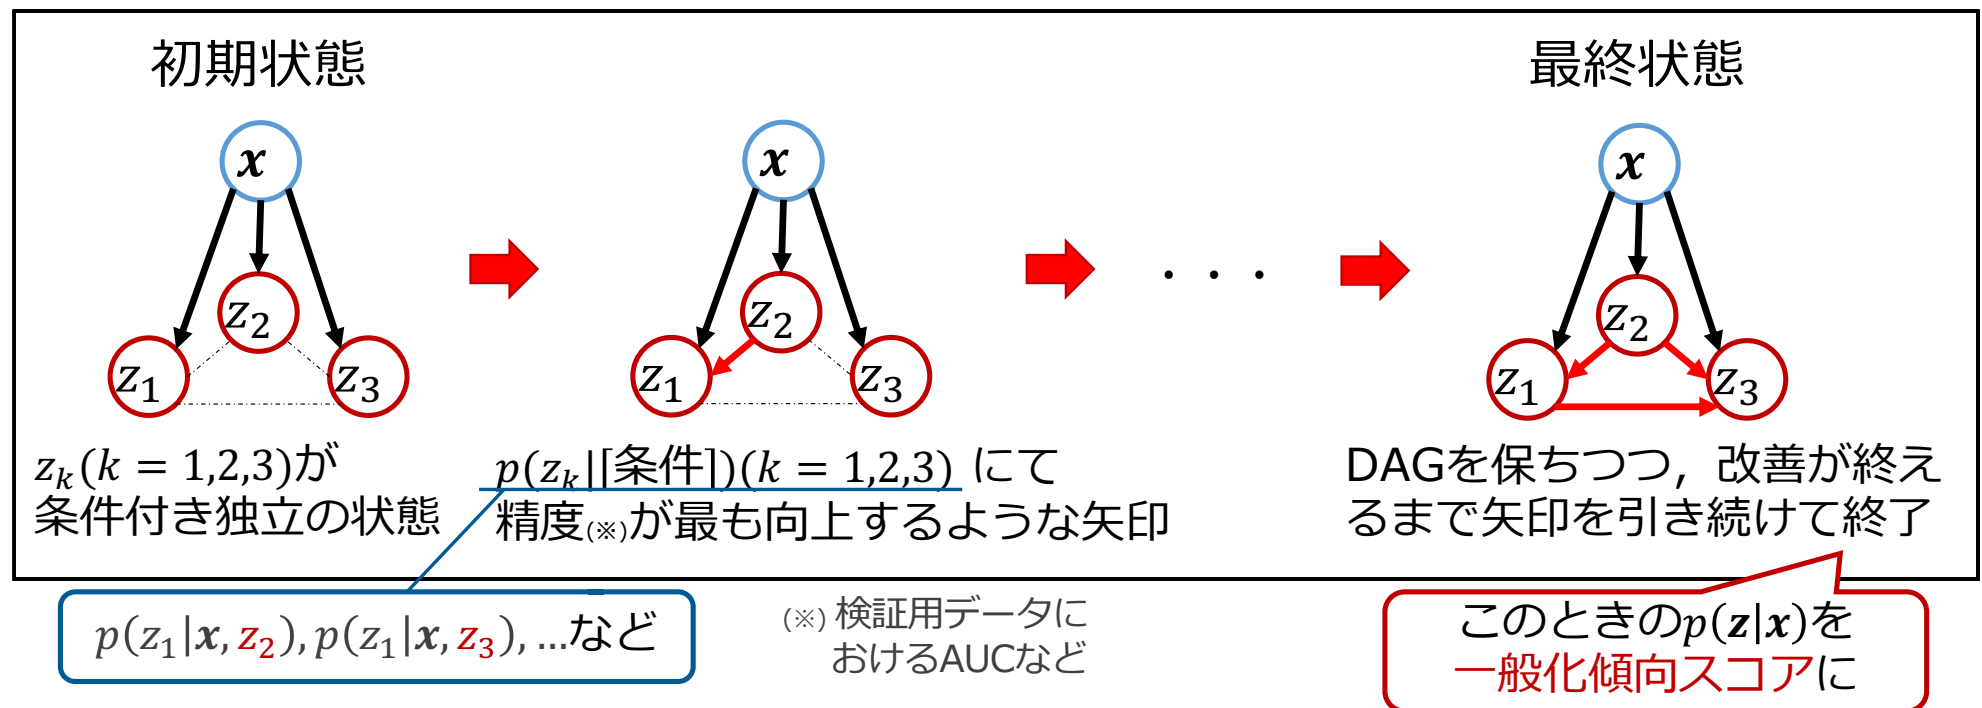 初期状態
最終状態
x
x
x
z₂
z₁
z₃
z₂
z₁
z₃
· · ·
z₂
z₁
z₃
zₖ(k = 1,2,3)が
条件付き独立の状態
p(zₖ|[条件])(k = 1,2,3) にて
精度(※)が最も向上するような矢印
DAGを保ちつつ，改善が終え
るまで矢印を引き続けて終了
p(z₁|x, z₂), p(z₁|x, z₃), …など
(※) 検証用データに
おけるAUCなど
このときのp(z|x)を
一般化傾向スコアに